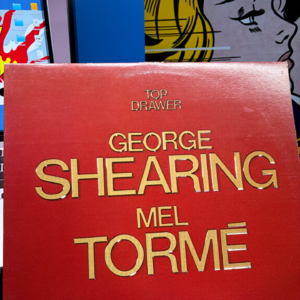 TOP
DRAWER
GEORGE
SHEARING
MEL
TORMÉ